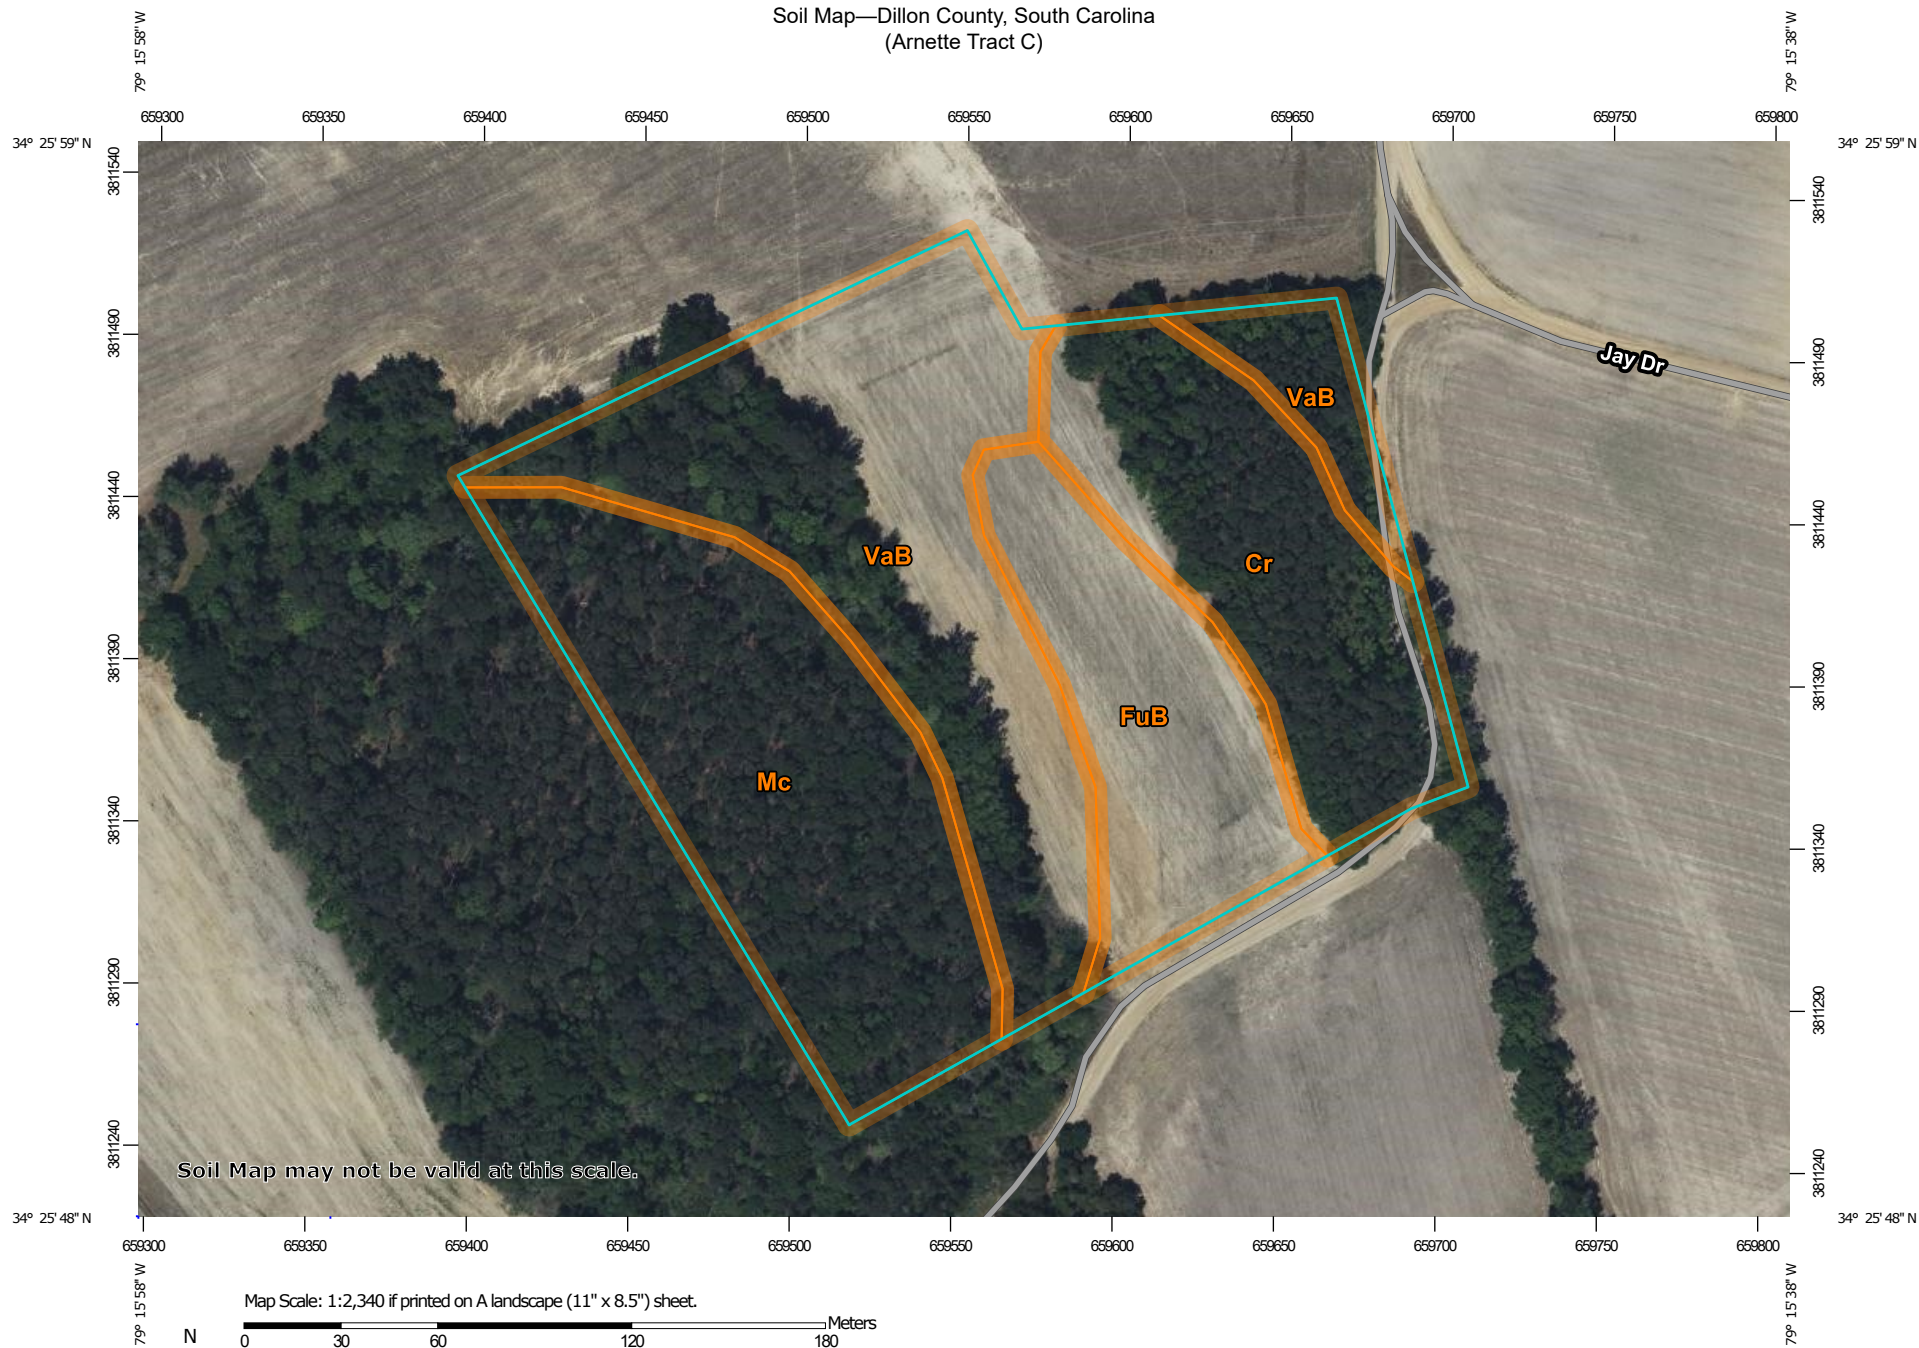 Soil Map—Dillon County, South Carolina
(Arnette Tract C)
79° 15' 58" W
79° 15' 38" W
659300 659350 659400 659450 659500 659550 659600 659650 659700 659750 659800
34° 25' 59" N
34° 25' 59" N
3811540
3811540
3811490
3811490
Jay Dr
VaB
3811440
3811440
VaB
Cr
3811390
3811390
FuB
Mc
3811340
3811340
3811290
3811290
3811240
3811240
Soil Map may not be valid at this scale.
34° 25' 48" N
34° 25' 48" N
659300 659350 659400 659450 659500 659550 659600 659650 659700 659750 659800
79° 15' 58" W
79° 15' 38" W
Map Scale: 1:2,340 if printed on A landscape (11" x 8.5") sheet.
Meters
N
0 30 60 120 180